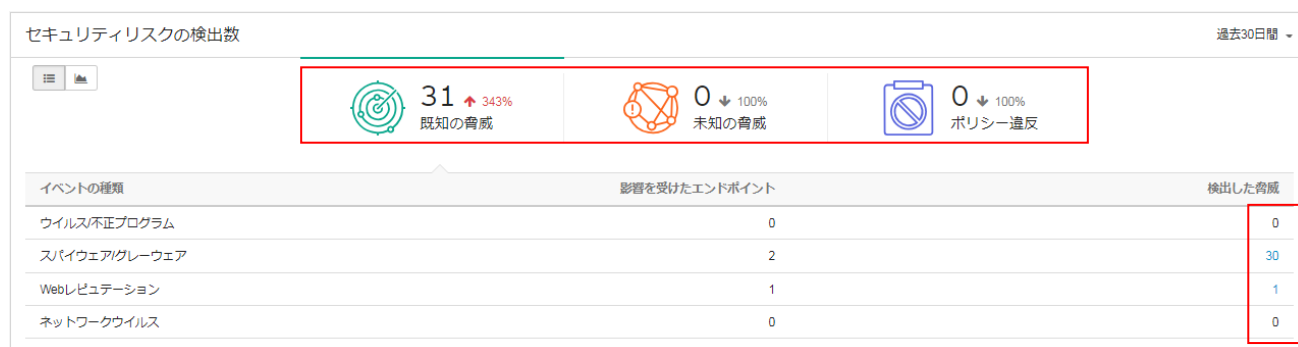 セキュリティリスクの検出数
過去30日間
31 343%
既知の脅威
0 100%
未知の脅威
0 100%
ポリシー違反
イベントの種類 影響を受けたエンドポイント 検出した脅威
ウイルス/不正プログラム 0 0
スパイウェア/グレーウェア 2 30
Webレピュテーション 1 1
ネットワークウイルス 0 0